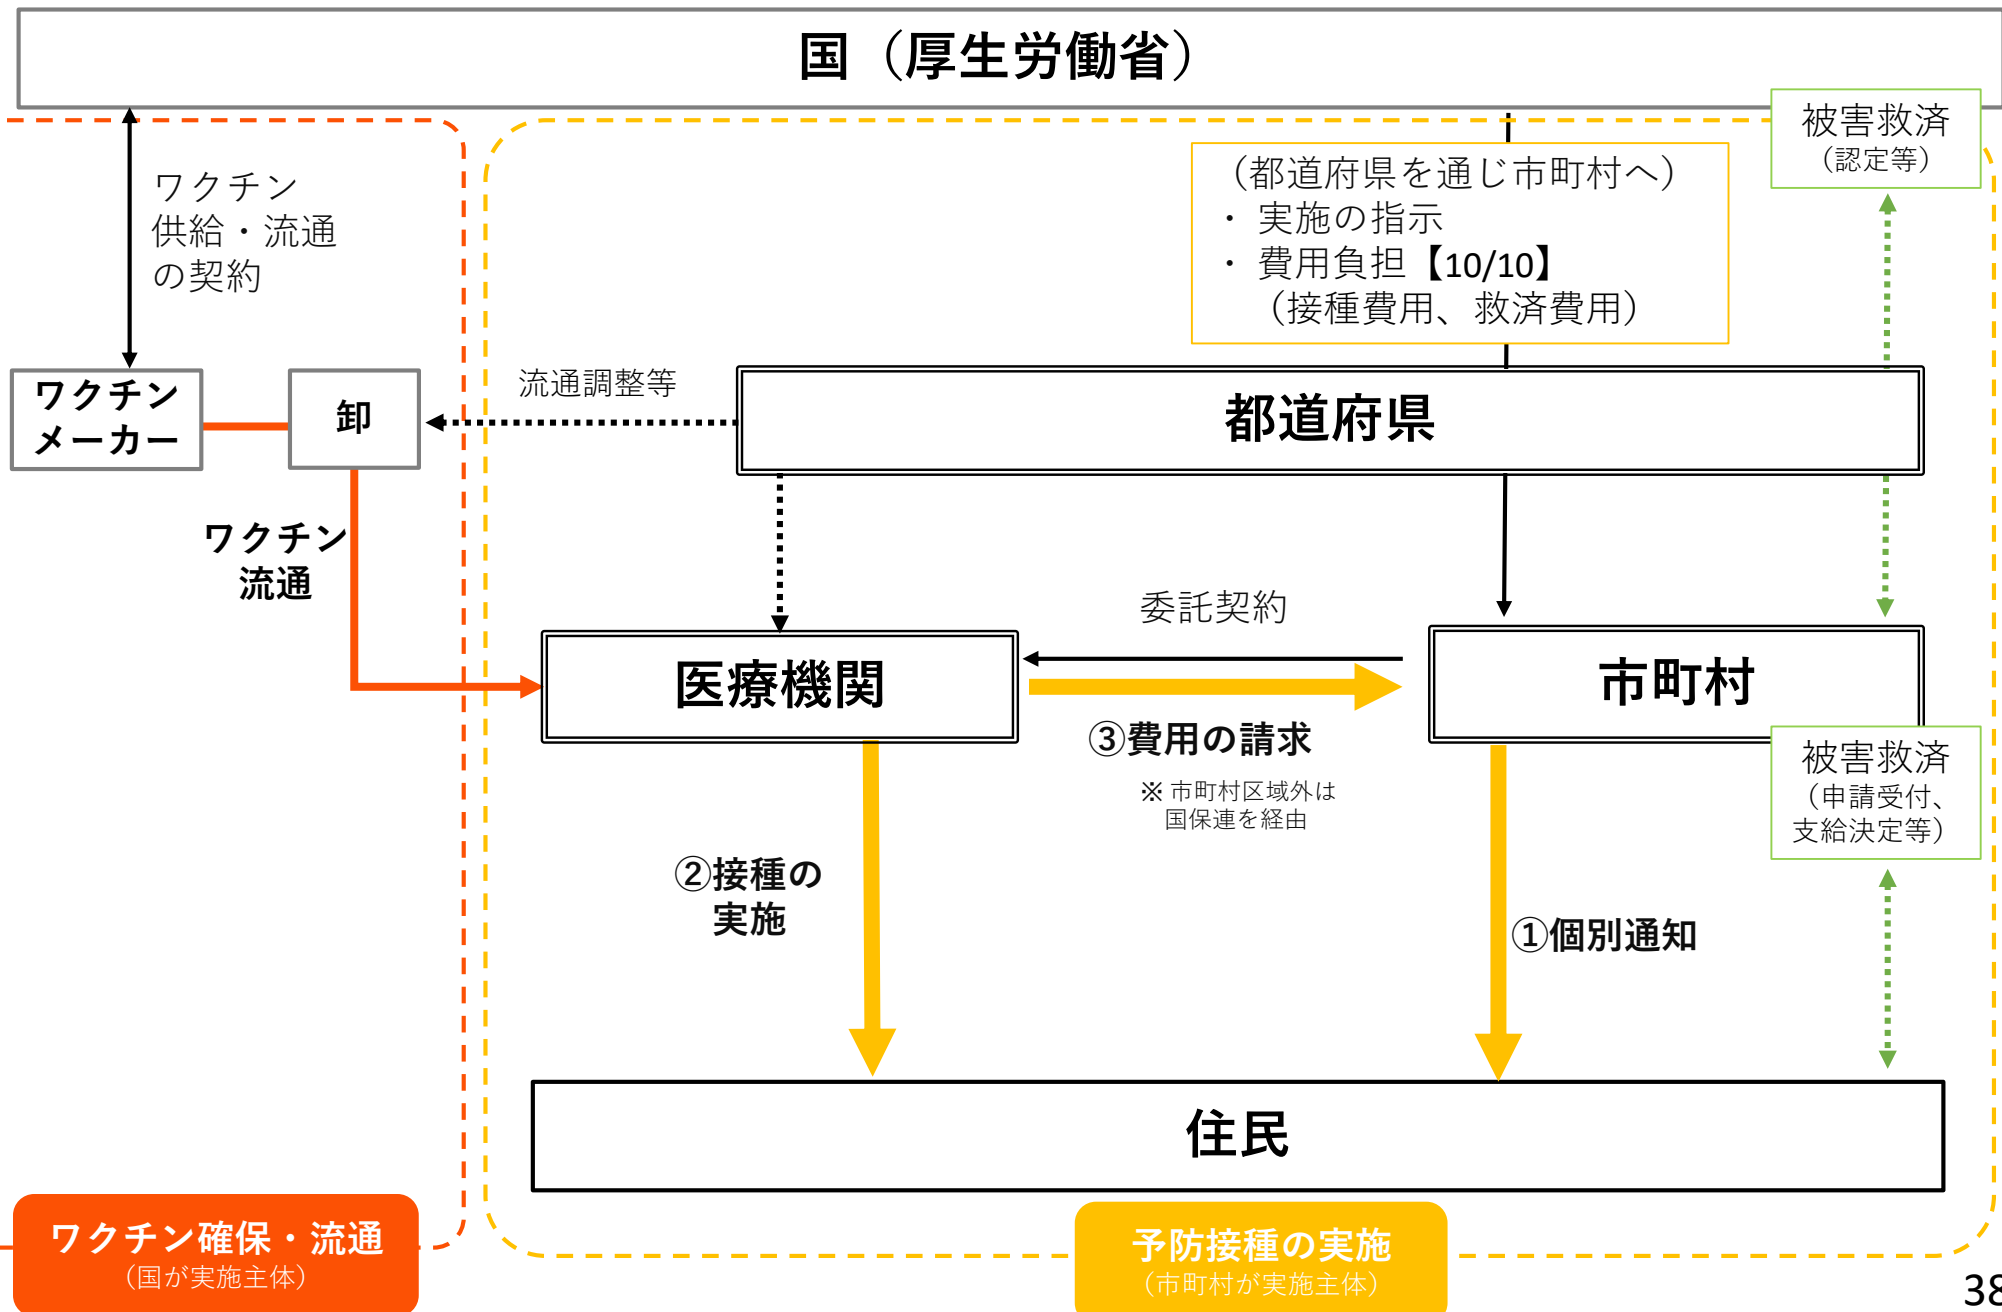 国（厚生労働省）
被害救済
（認定等）
ワクチン
供給・流通
の契約
（都道府県を通じ市町村へ）
・ 実施の指示
・ 費用負担【10/10】
（接種費用、救済費用）
ワクチン
メーカー
卸
流通調整等
都道府県
ワクチン
流通
委託契約
医療機関
市町村
③費用の請求
※ 市町村区域外は
国保連を経由
被害救済
（申請受付、
支給決定等）
②接種の
実施
①個別通知
住民
ワクチン確保・流通
（国が実施主体）
予防接種の実施
（市町村が実施主体）
38